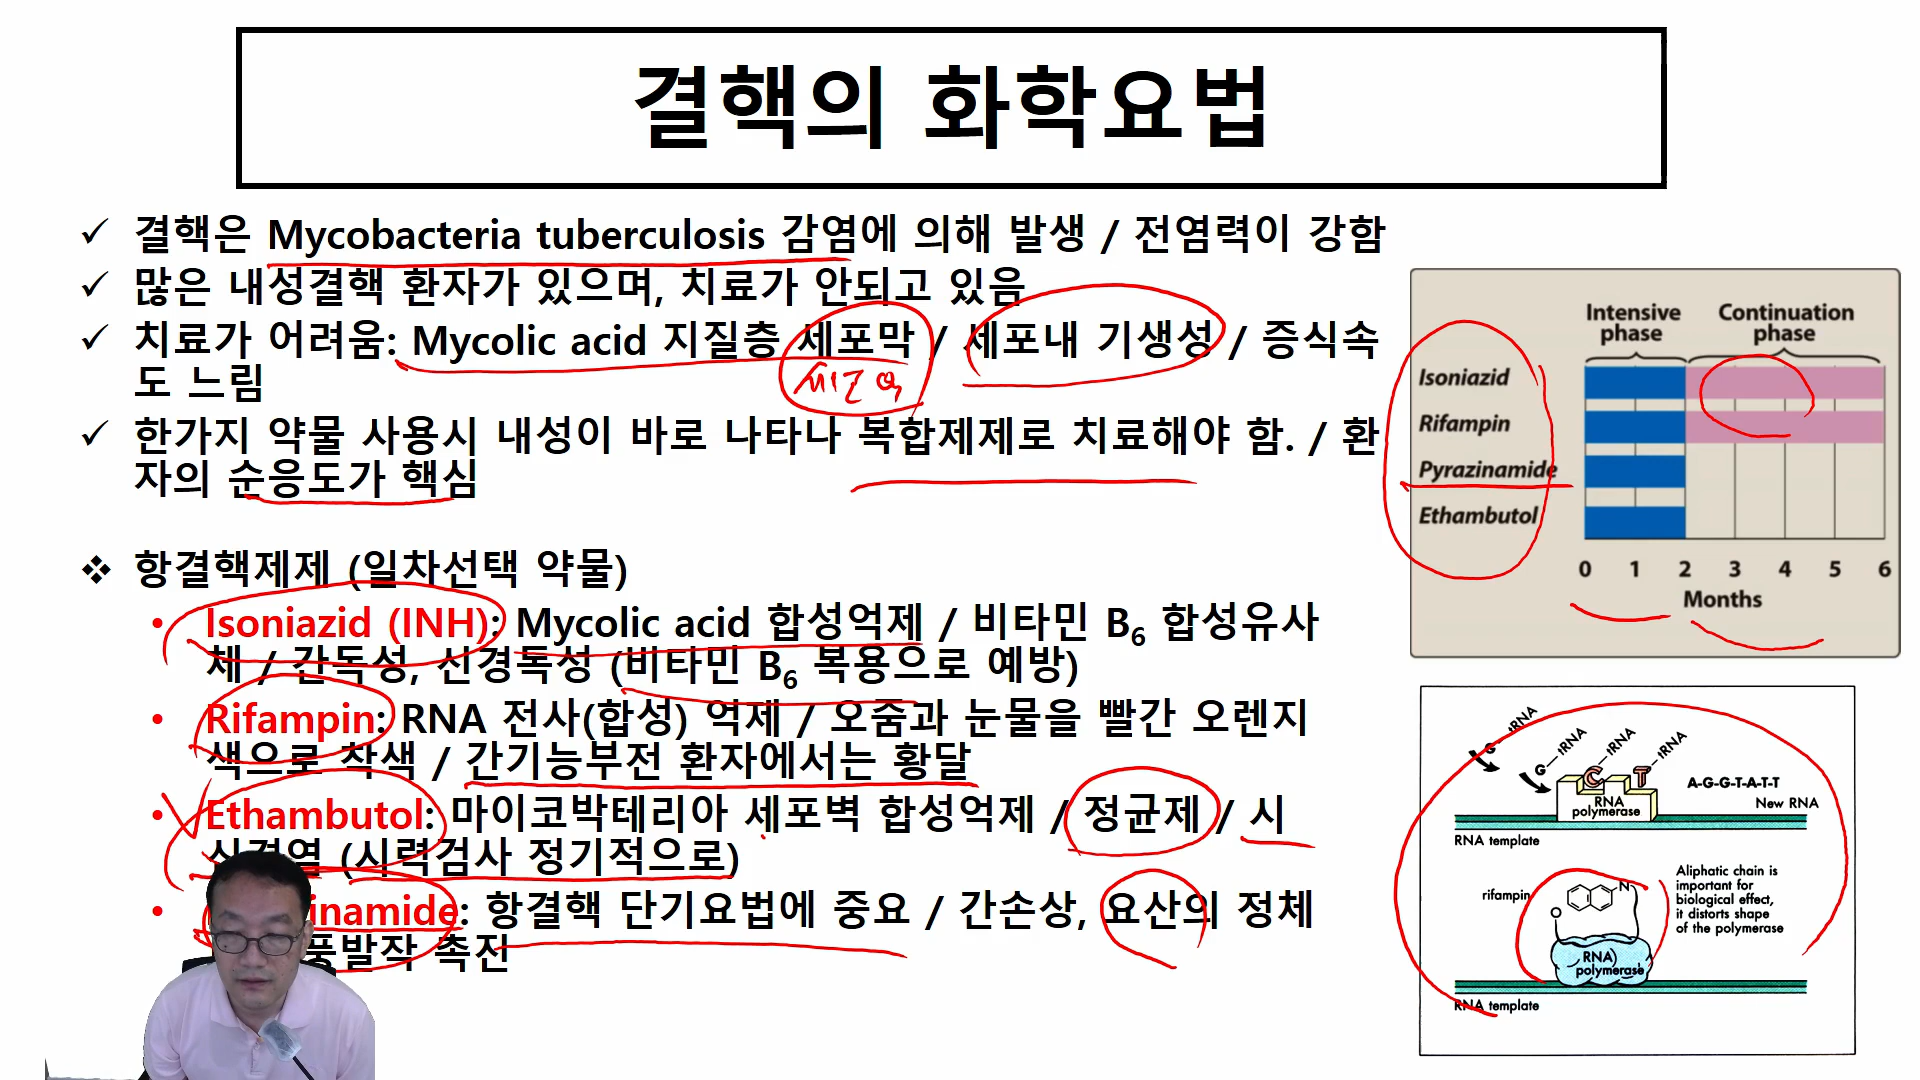 결핵의 화학요법
✓ 결핵은 Mycobacteria tuberculosis 감염에 의해 발생 / 전염력이 강함
✓ 많은 내성결핵 환자가 있으며, 치료가 안되고 있음
✓ 치료가 어려움: Mycolic acid 지질층 세포막 / 세포내 기생성 / 증식속
도 느림
✓ 한가지 약물 사용시 내성이 바로 나타나 복합제제로 치료해야 함. / 환
자의 순응도가 핵심
❖ 항결핵제제 (일차선택 약물)
• Isoniazid (INH): Mycolic acid 합성억제 / 비타민 B6 합성유사
체 / 간독성, 신경독성 (비타민 B6 복용으로 예방)
• Rifampin: RNA 전사(합성) 억제 / 오줌과 눈물을 빨간 오렌지
색으로 착색 / 간기능부전 환자에서는 황달
• Ethambutol: 마이코박테리아 세포벽 합성억제 / 정균제 / 시
신경염 (시력검사 정기적으로)
• inamide: 항결핵 단기요법에 중요 / 간손상, 요산의 정체
풍발작 촉진
Intensive phase
Continuation phase
Isoniazid
Rifampin
Pyrazinamide
Ethambutol
0 1 2 3 4 5 6
Months
G tRNA
G tRNA
C tRNA
T tRNA
A-G-G-T-A-T-T
New RNA
RNA
polymerase
RNA template
rifampin
N
O
RNA
polymerase
Aliphatic chain is
important for
biological effect,
it distorts shape
of the polymerase
RNA template